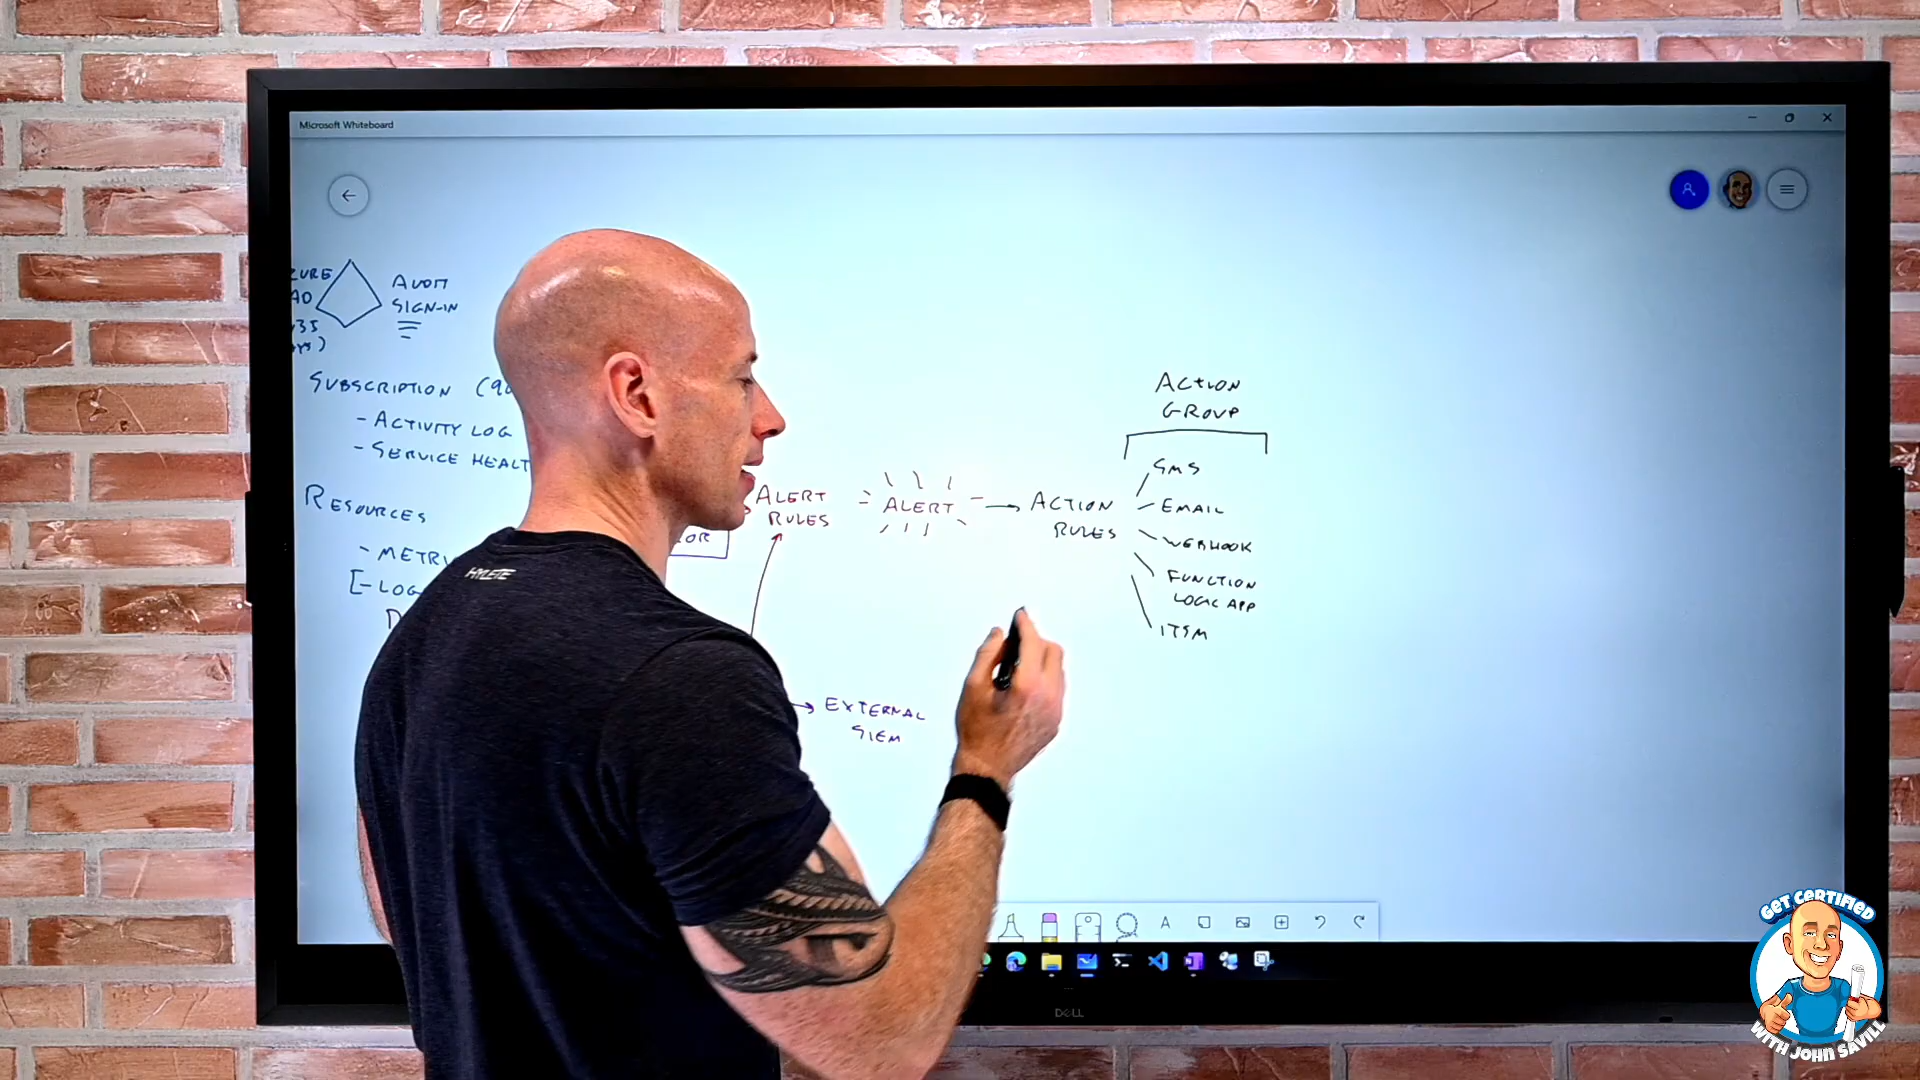 Microsoft Whiteboard
AUDIT
SIGN-IN
SUBSCRIPTION
- ACTIVITY LOG
- SERVICE
RESOURCES
ALERT
RULES
ALERT
ACTION
RULES
ACTION
GROUP
SMS
EMAIL
WEBHOOK
FUNCTION
LOGIC APP
ITSM
EXTERNAL
SIEM
HYLETE
A
DELL
GET CERTIFIED
WITH JOHN SAVILL